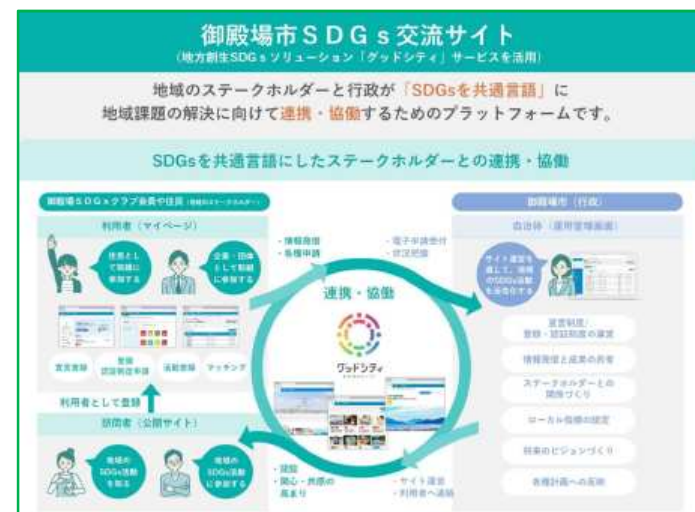 御殿場市ＳＤＧｓ交流サイト
（地方創生SDGsソリューション「グッドシティ」サービスを活用）
地域のステークホルダーと行政が「SDGsを共通言語」に
地域課題の解決に向けて連携・協働するためのプラットフォームです。
SDGsを共通言語にしたステークホルダーとの連携・協働
御殿場ＳＤＧｓクラブ会員や住民（地域のステークホルダー）
利用者（マイページ）
住民として
取組に
参加する
企業・団体
として取組
に参加する
宣言登録
登録
認証制度申請
活動登録
マッチング
利用者として登録
訪問者（公開サイト）
地域の
SDGs活動
を知る
地域の
SDGs活動
に参加する
・情報発信
・各種申請
・電子申請受付
・状況把握
連携・協働
グッドシティ
・閲覧
・関心・共感の
高まり
・サイト運営
・利用者へ連絡
御殿場市（行政）
自治体（運用管理画面）
サイト運営を
通して、地域
のSDGs活動
を活性化する
宣言制度/
登録・認証制度の運営
情報発信と成果の共有
ステークホルダーとの
関係づくり
ローカル指標の設定
将来のビジョンづくり
各種計画への反映